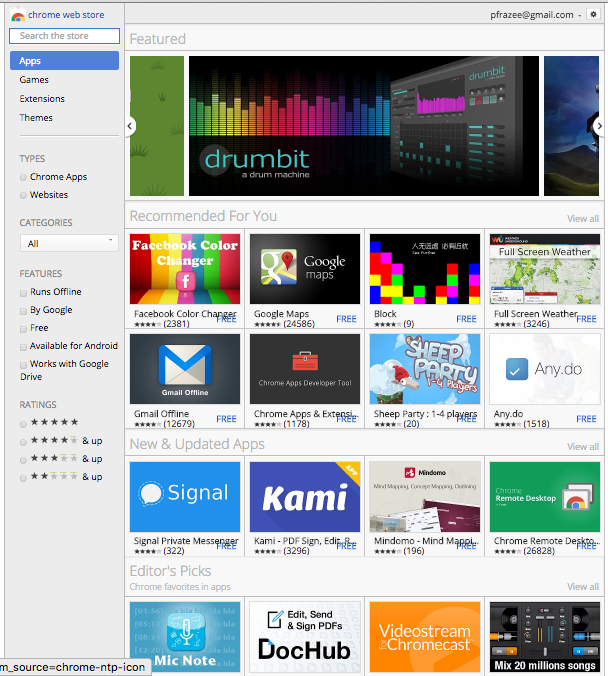 chrome web store
Search the store
Apps
Games
Extensions
Themes
TYPES
Chrome Apps
Websites
CATEGORIES
All
FEATURES
Runs Offline
By Google
Free
Available for Android
Works with Google
Drive
RATINGS
& up
& up
& up
m_source=chrome-ntp-icon
pfrazee@gmail.com
Featured
drumbit
drumbit
a drum machine
Recommended For You
View all
Facebook Color
Changer
Facebook Color Changer
(2381)
FREE
Google
maps
Google Maps
(24586)
FREE
Block
(9)
FREE
Full Screen Weather
Full Screen Weather
(3246)
FREE
Gmail Offline
Gmail Offline
(12679)
FREE
Chrome Apps Developer Tool
Chrome Apps & Extensi...
(1178)
FREE
SHEEP
PARTY
1-4 Players
Sheep Party : 1-4 players
(20)
FREE
Any.do
Any.do
(1518)
FREE
New & Updated Apps
View all
Signal
Signal Private Messenger
(322)
FREE
Kami
APP
Kami - PDF Sign, Edit, R...
(3296)
FREE
Mindomo
Mind Mapping, Concept Mapping, Outlining
Mindomo - Mind Mappi...
(196)
FREE
Chrome
Remote Desktop
Chrome Remote Deskto...
(26828)
FREE
Editor's Picks
Chrome favorites in apps
View all
Mic Note
Edit, Send
& Sign PDFs
DocHub
Videostream
for Chromecast
Mix 20 millions songs